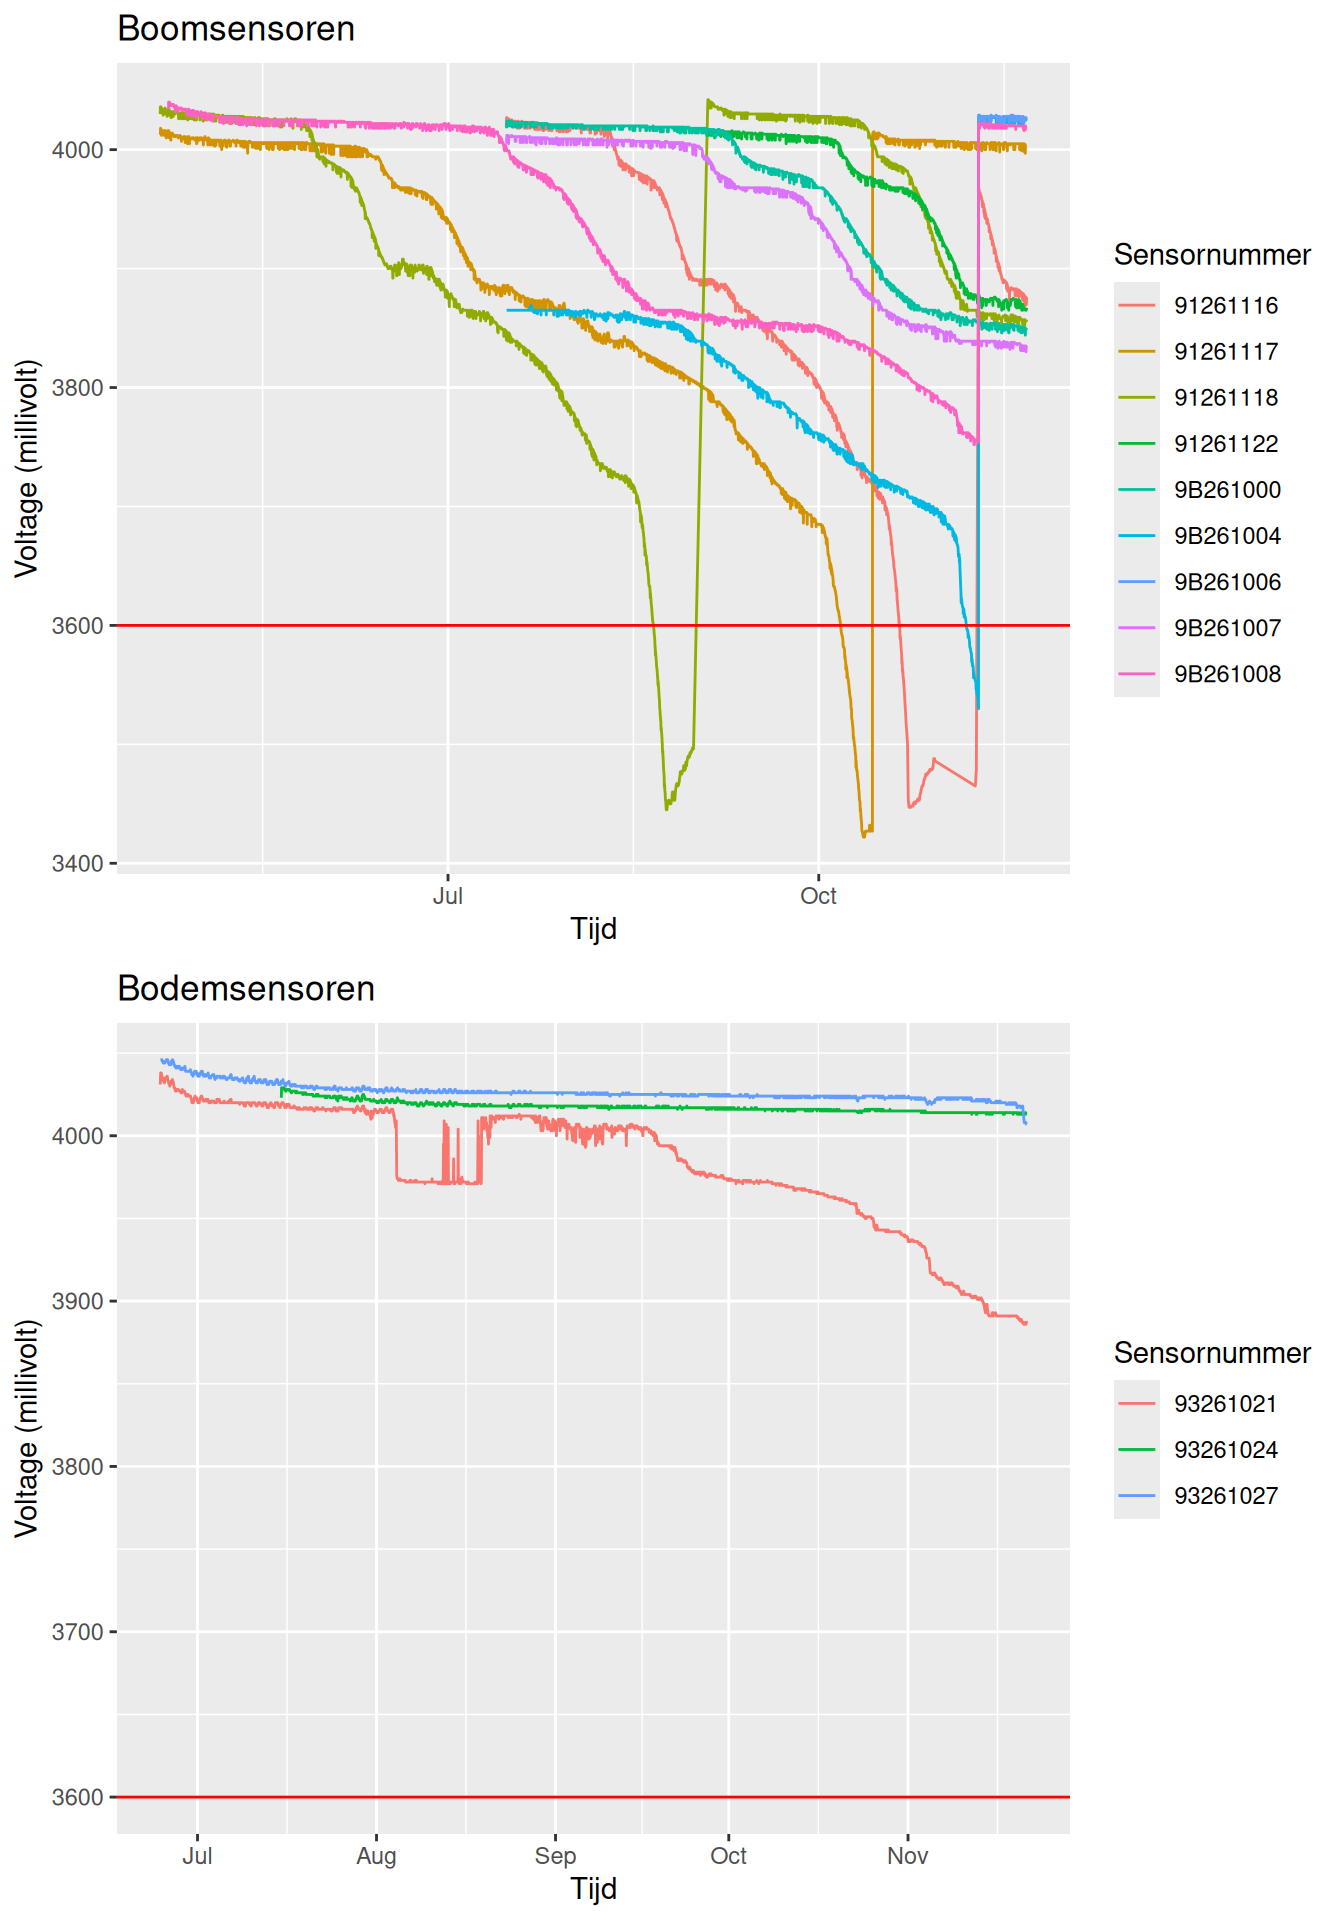 Boomsensoren
Voltage (millivolt)
4000
3800
3600
3400
Jul
Oct
Tijd
Sensornummer
91261116
91261117
91261118
91261122
9B261000
9B261004
9B261006
9B261007
9B261008
Bodemsensoren
Voltage (millivolt)
4000
3900
3800
3700
3600
Jul
Aug
Sep
Oct
Nov
Tijd
Sensornummer
93261021
93261024
93261027